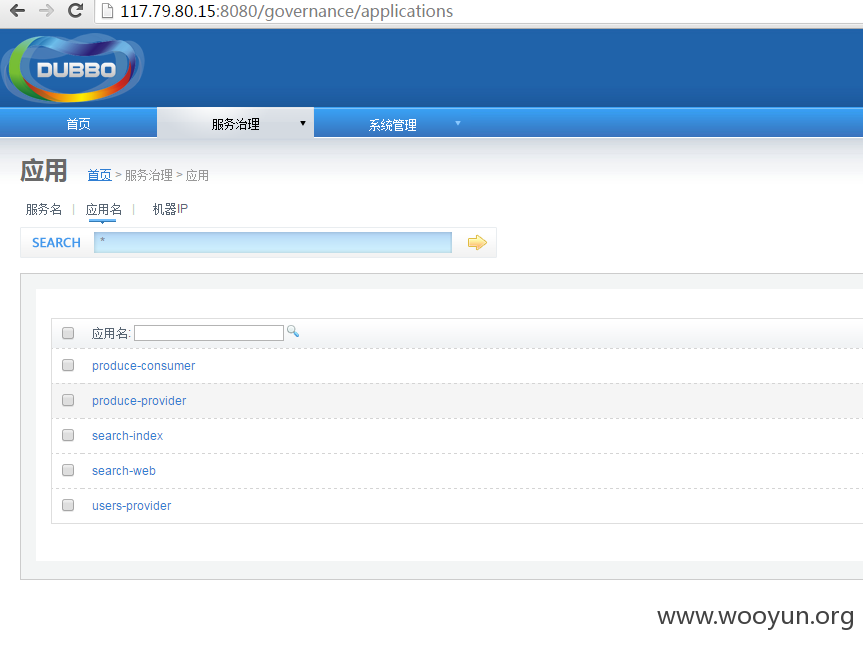 117.79.80.15:8080/governance/applications
DUBBO
首页 服务治理 系统管理
应用 首页 > 服务治理 > 应用
服务名 | 应用名 | 机器IP
SEARCH *
应用名:
produce-consumer
produce-provider
search-index
search-web
users-provider
www.wooyun.org